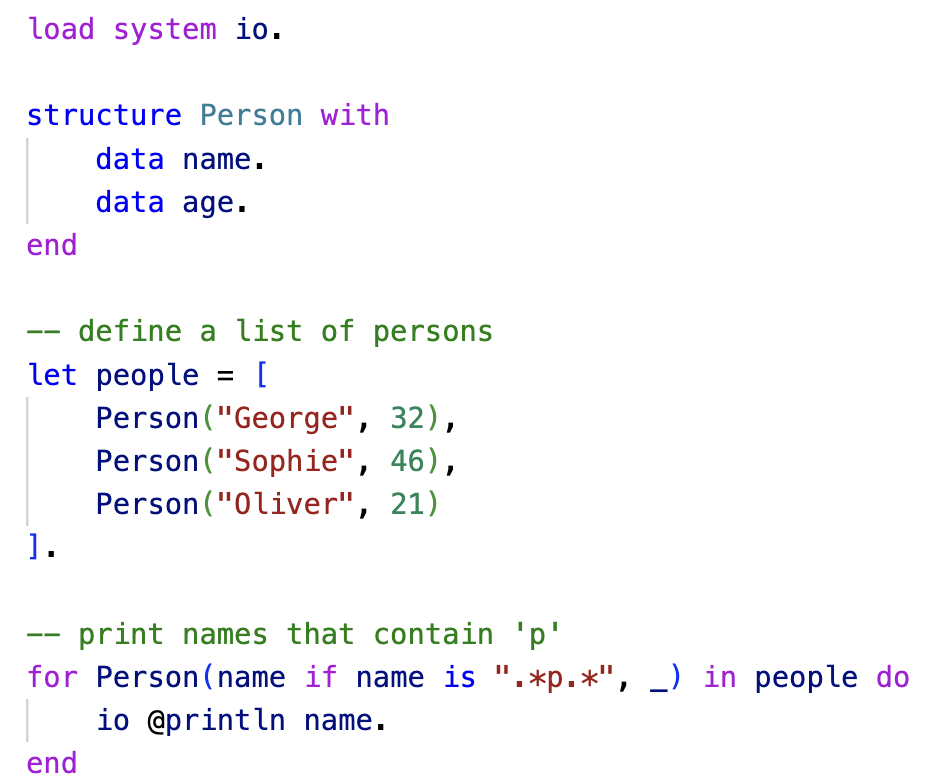 load system io.
structure Person with
data name.
data age.
end
-- define a list of persons
let people = [
Person("George", 32),
Person("Sophie", 46),
Person("Oliver", 21)
].
-- print names that contain 'p'
for Person(name if name is ".*p.*", _) in people do
io @println name.
end